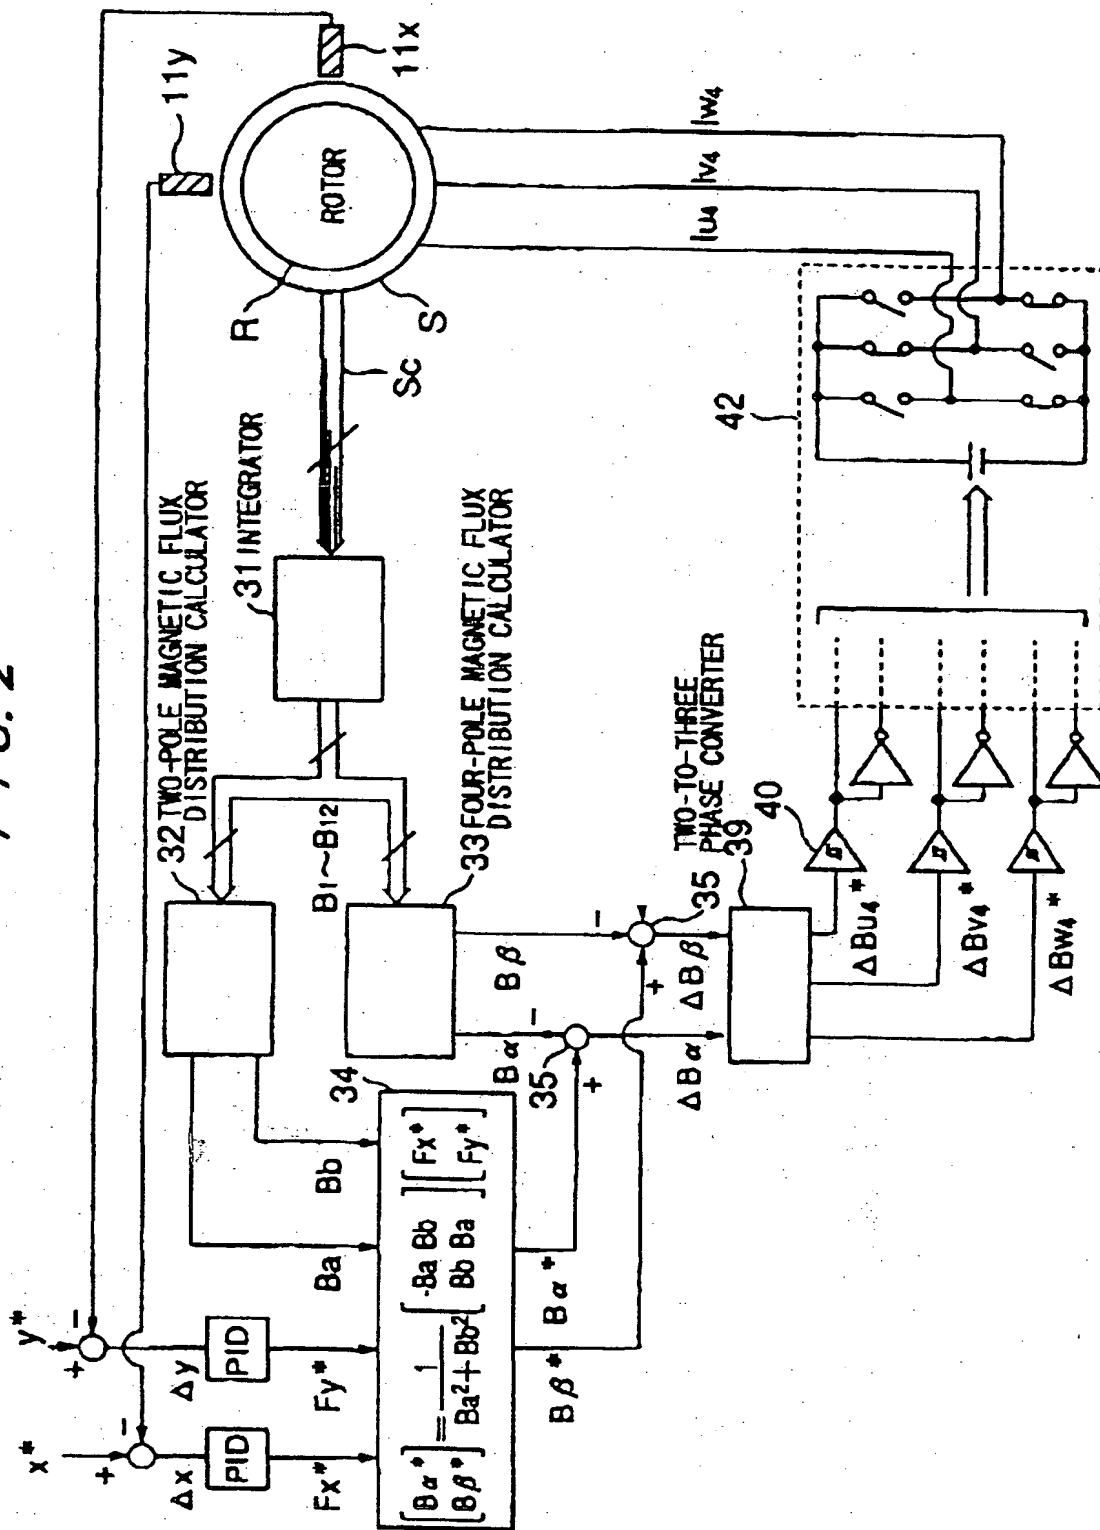 FIG. 2
x*
+
−
Δx
PID
Fx*
y*
+
−
Δy
PID
Fy*
Ba
Bb
32 TWO-POLE MAGNETIC FLUX
DISTRIBUTION CALCULATOR
31 INTEGRATOR
B1~B12
33 FOUR-POLE MAGNETIC FLUX
DISTRIBUTION CALCULATOR
Sc
R
S
ROTOR
11y
11x
34
[Bα* Bβ*] = 1 / Ba²+Bb² [-Ba Bb Bb Ba] [Fx* Fy*]
Bα*
Bβ*
Bα
Bβ
−
−
+
+
35
35
ΔBα
ΔBβ
TWO-TO-THREE
PHASE CONVERTER
39
40
ΔBu4*
ΔBv4*
ΔBw4*
42
Iu4
Iv4
Iw4